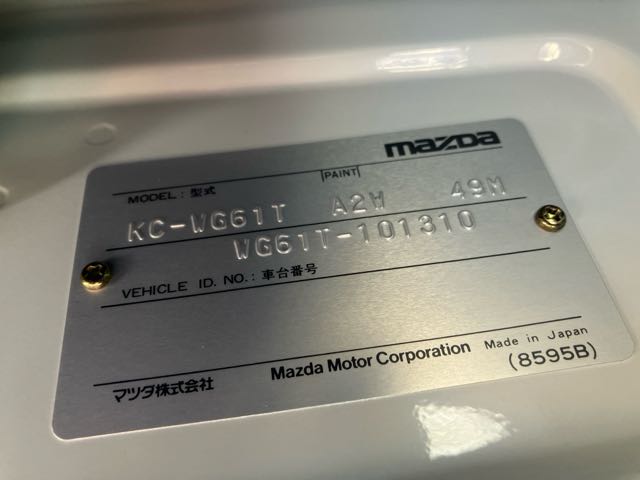 mazda
MODEL: 型式 PAINT
KC-WG61T A2W 49M
WG61T-101310
VEHICLE ID. NO.: 車台番号
マツダ株式会社 Mazda Motor Corporation Made in Japan
(8595B)